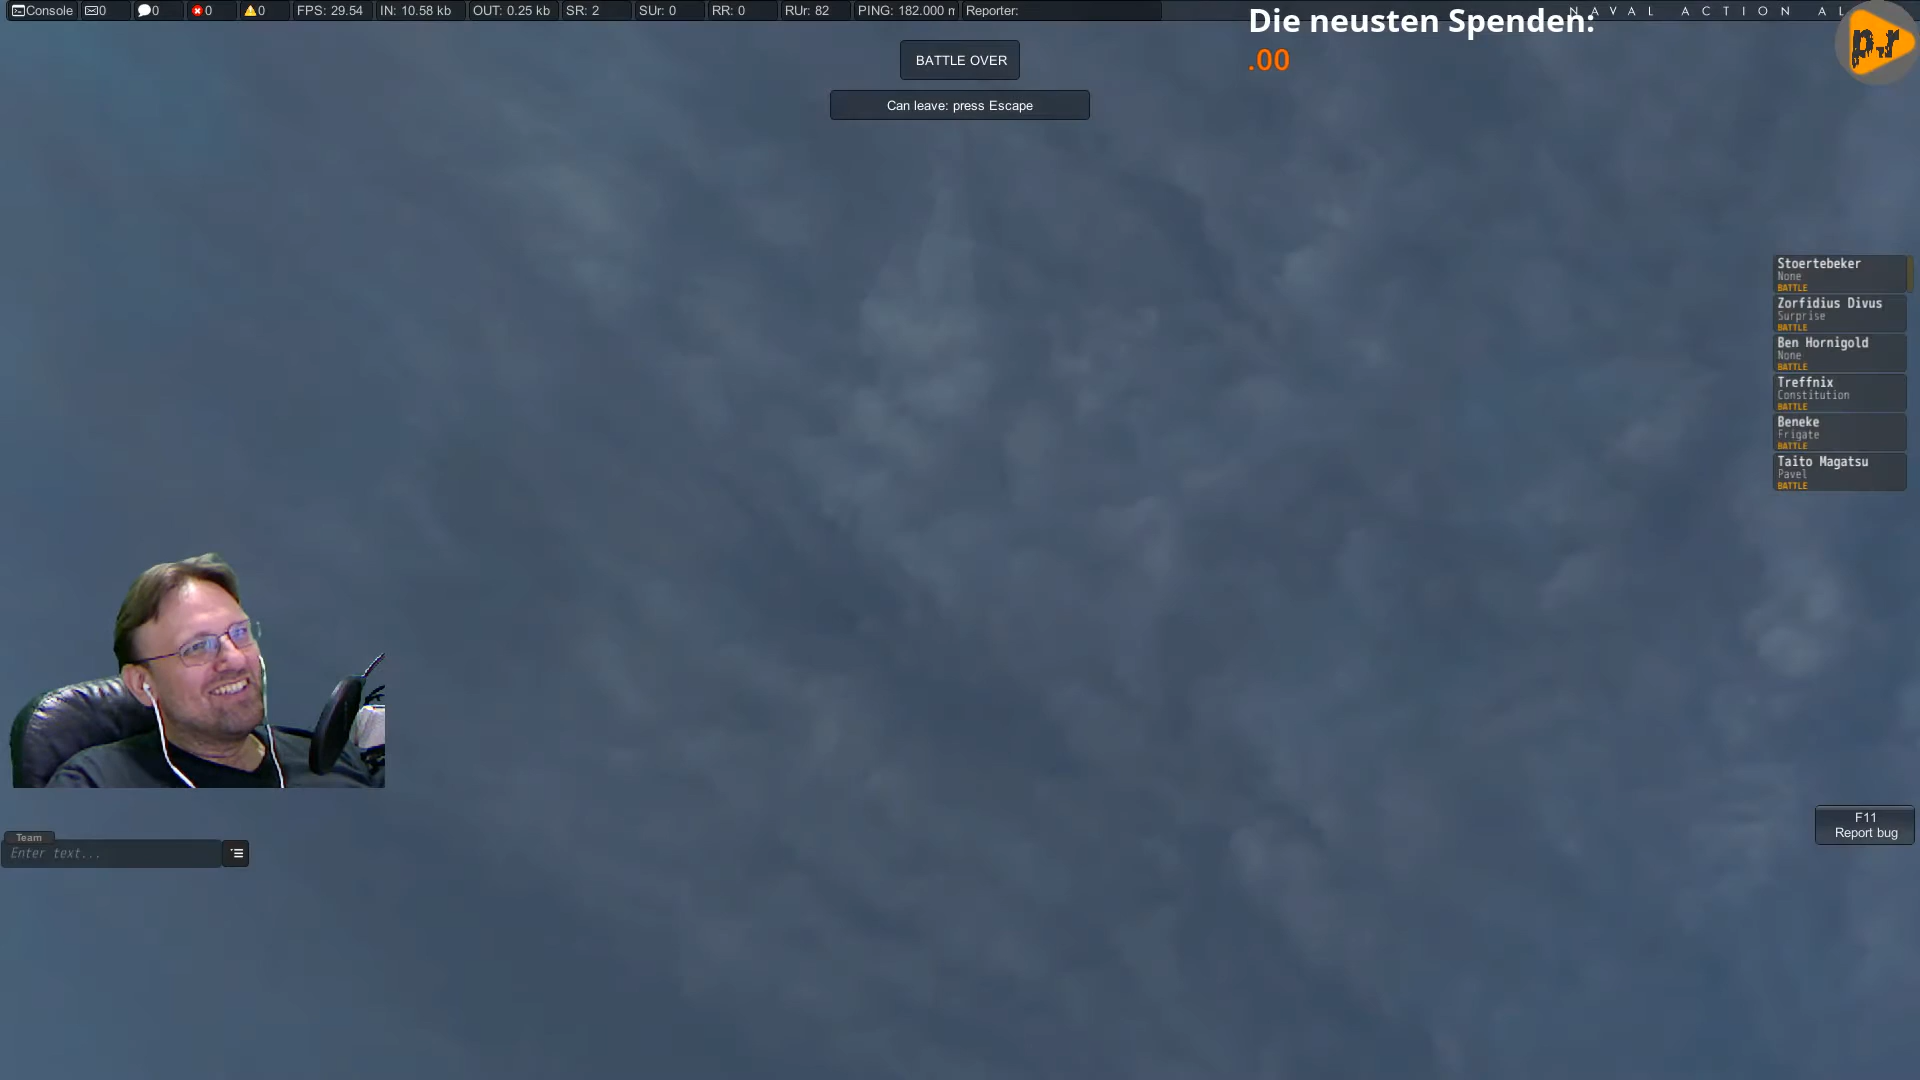 Console 0 0 0 0 FPS: 29.54 IN: 10.58 kb OUT: 0.25 kb SR: 2 SUr: 0 RR: 0 RUr: 82 PING: 182.000 Reporter:
NAVAL ACTION AL
Die neusten Spenden:
.00
p.r
BATTLE OVER
Can leave: press Escape
Stoertebeker
None
BATTLE
Zorfidius Divus
Surprise
BATTLE
Ben Hornigold
None
BATTLE
Treffnix
Constitution
BATTLE
Beneke
Frigate
BATTLE
Taito Magatsu
Pavel
BATTLE
F11
Report bug
Team
Enter text...